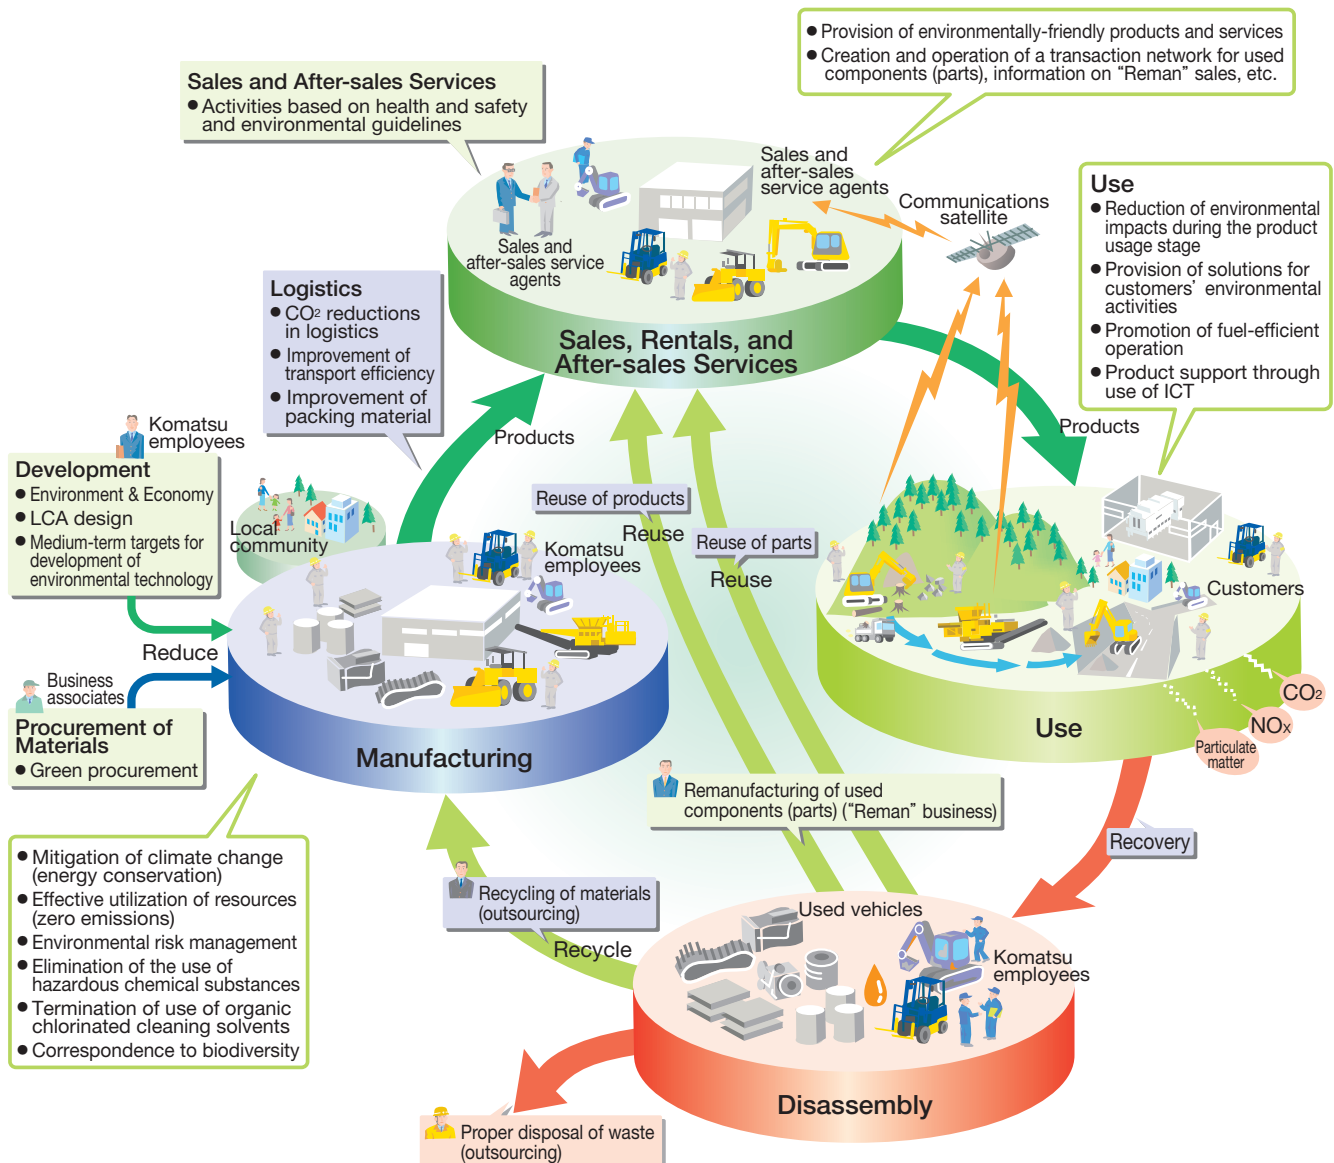 ● Provision of environmentally-friendly products and services
● Creation and operation of a transaction network for used
components (parts), information on “Reman” sales, etc.
Sales and After-sales Services
● Activities based on health and safety
and environmental guidelines
Sales and
after-sales
service agents
Communications
satellite
Sales and
after-sales service
agents
Use
● Reduction of environmental
impacts during the product
usage stage
● Provision of solutions for
customers’ environmental
activities
● Promotion of fuel-efficient
operation
● Product support through
use of ICT
Logistics
● CO2 reductions
in logistics
● Improvement of
transport efficiency
● Improvement of
packing material
Sales, Rentals, and
After-sales Services
Products
Products
Komatsu
employees
Development
● Environment & Economy
● LCA design
● Medium-term targets for
development of
environmental technology
Local
community
Reuse of products
Reuse
Reuse of parts
Reuse
Komatsu
employees
Customers
Reduce
Business
associates
Procurement of
Materials
● Green procurement
Manufacturing
Use
CO2
NOx
Particulate
matter
Remanufacturing of used
components (parts) (“Reman” business)
Recovery
● Mitigation of climate change
(energy conservation)
● Effective utilization of resources
(zero emissions)
● Environmental risk management
● Elimination of the use of
hazardous chemical substances
● Termination of use of organic
chlorinated cleaning solvents
● Correspondence to biodiversity
Recycling of materials
(outsourcing)
Recycle
Used vehicles
Komatsu
employees
Disassembly
Proper disposal of waste
(outsourcing)